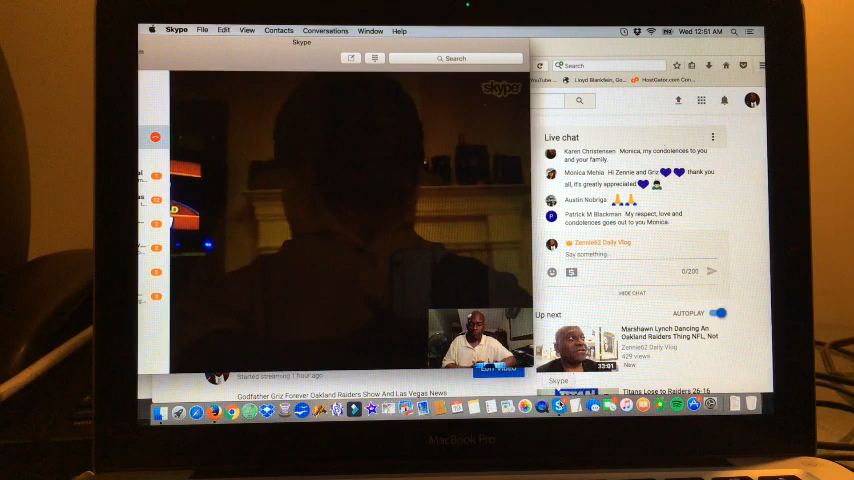 Skype File Edit View Contacts Conversations Window Help
Wed 12:51 AM
Skype
Search
skype
Search
YouTube ...
Lloyd Blankfein, Go...
HostGator.com Con...
Live chat
Karen Christensen Monica, my condolences to you
and your family.
Monica Mehia Hi Zennie and Griz💜💜 thank you
all, it's greatly appreciated💜
Austin Nobriga 🙏🙏
P Patrick M Blackman My respect, love and
condolences goes out to you Monica.
Zennie62 Daily Vlog
Say something...
0/200
HIDE CHAT
Up next
AUTOPLAY
Marshawn Lynch Dancing An
Oakland Raiders Thing NFL, Not
Zennie62 Daily Vlog
429 views
New
33:01
Skype
Titans Lose to Raiders 26-16
Edit Video
Started streaming 1 hour ago
Godfather Griz Forever Oakland Raiders Show And Las Vegas News
MacBook Pro